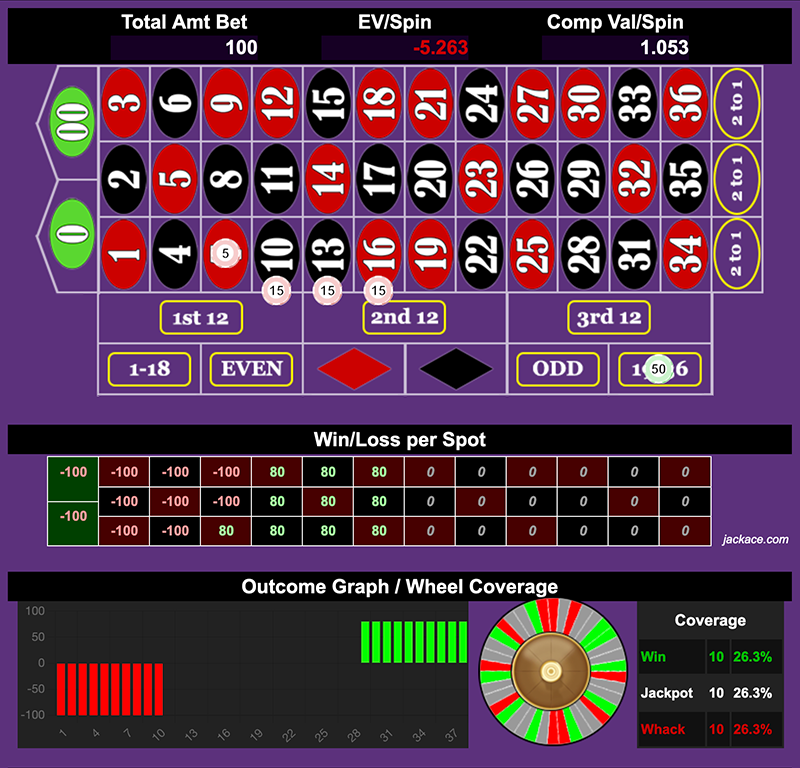 Total Amt Bet EV/Spin Comp Val/Spin
100 -5.263 1.053
00 3 6 9 12 15 18 21 24 27 30 33 36 2 to 1
2 5 8 11 14 17 20 23 26 29 32 35 2 to 1
0 1 4 5 10 13 16 19 22 25 28 31 34 2 to 1
15 15 15
1st 12 2nd 12 3rd 12
1-18 EVEN ODD 19 50 6
Win/Loss per Spot
-100 -100 -100 -100 80 80 80 0 0 0 0 0 0
-100 -100 -100 80 80 80 0 0 0 0 0 0
-100 -100 -100 80 80 80 80 0 0 0 0 0 0
jackace.com
Outcome Graph / Wheel Coverage
100
50
0
-50
-100
1 4 7 10 13 16 19 22 25 28 31 34 37
Coverage
Win 10 26.3%
Jackpot 10 26.3%
Whack 10 26.3%